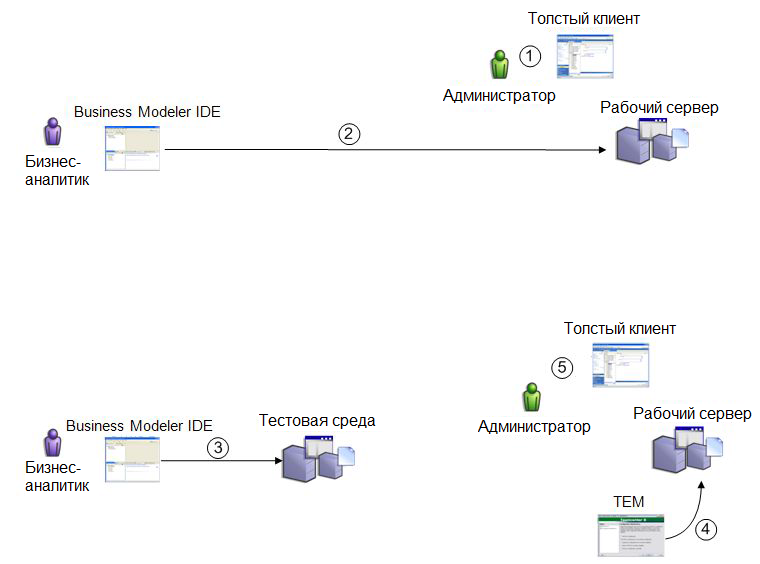 Толстый клиент
1
Администратор
Рабочий сервер
Business Modeler IDE
2
Бизнес-
аналитик
Толстый клиент
5
Администратор
Рабочий сервер
Тестовая среда
Business Modeler IDE
3
Бизнес-
аналитик
TEM
4